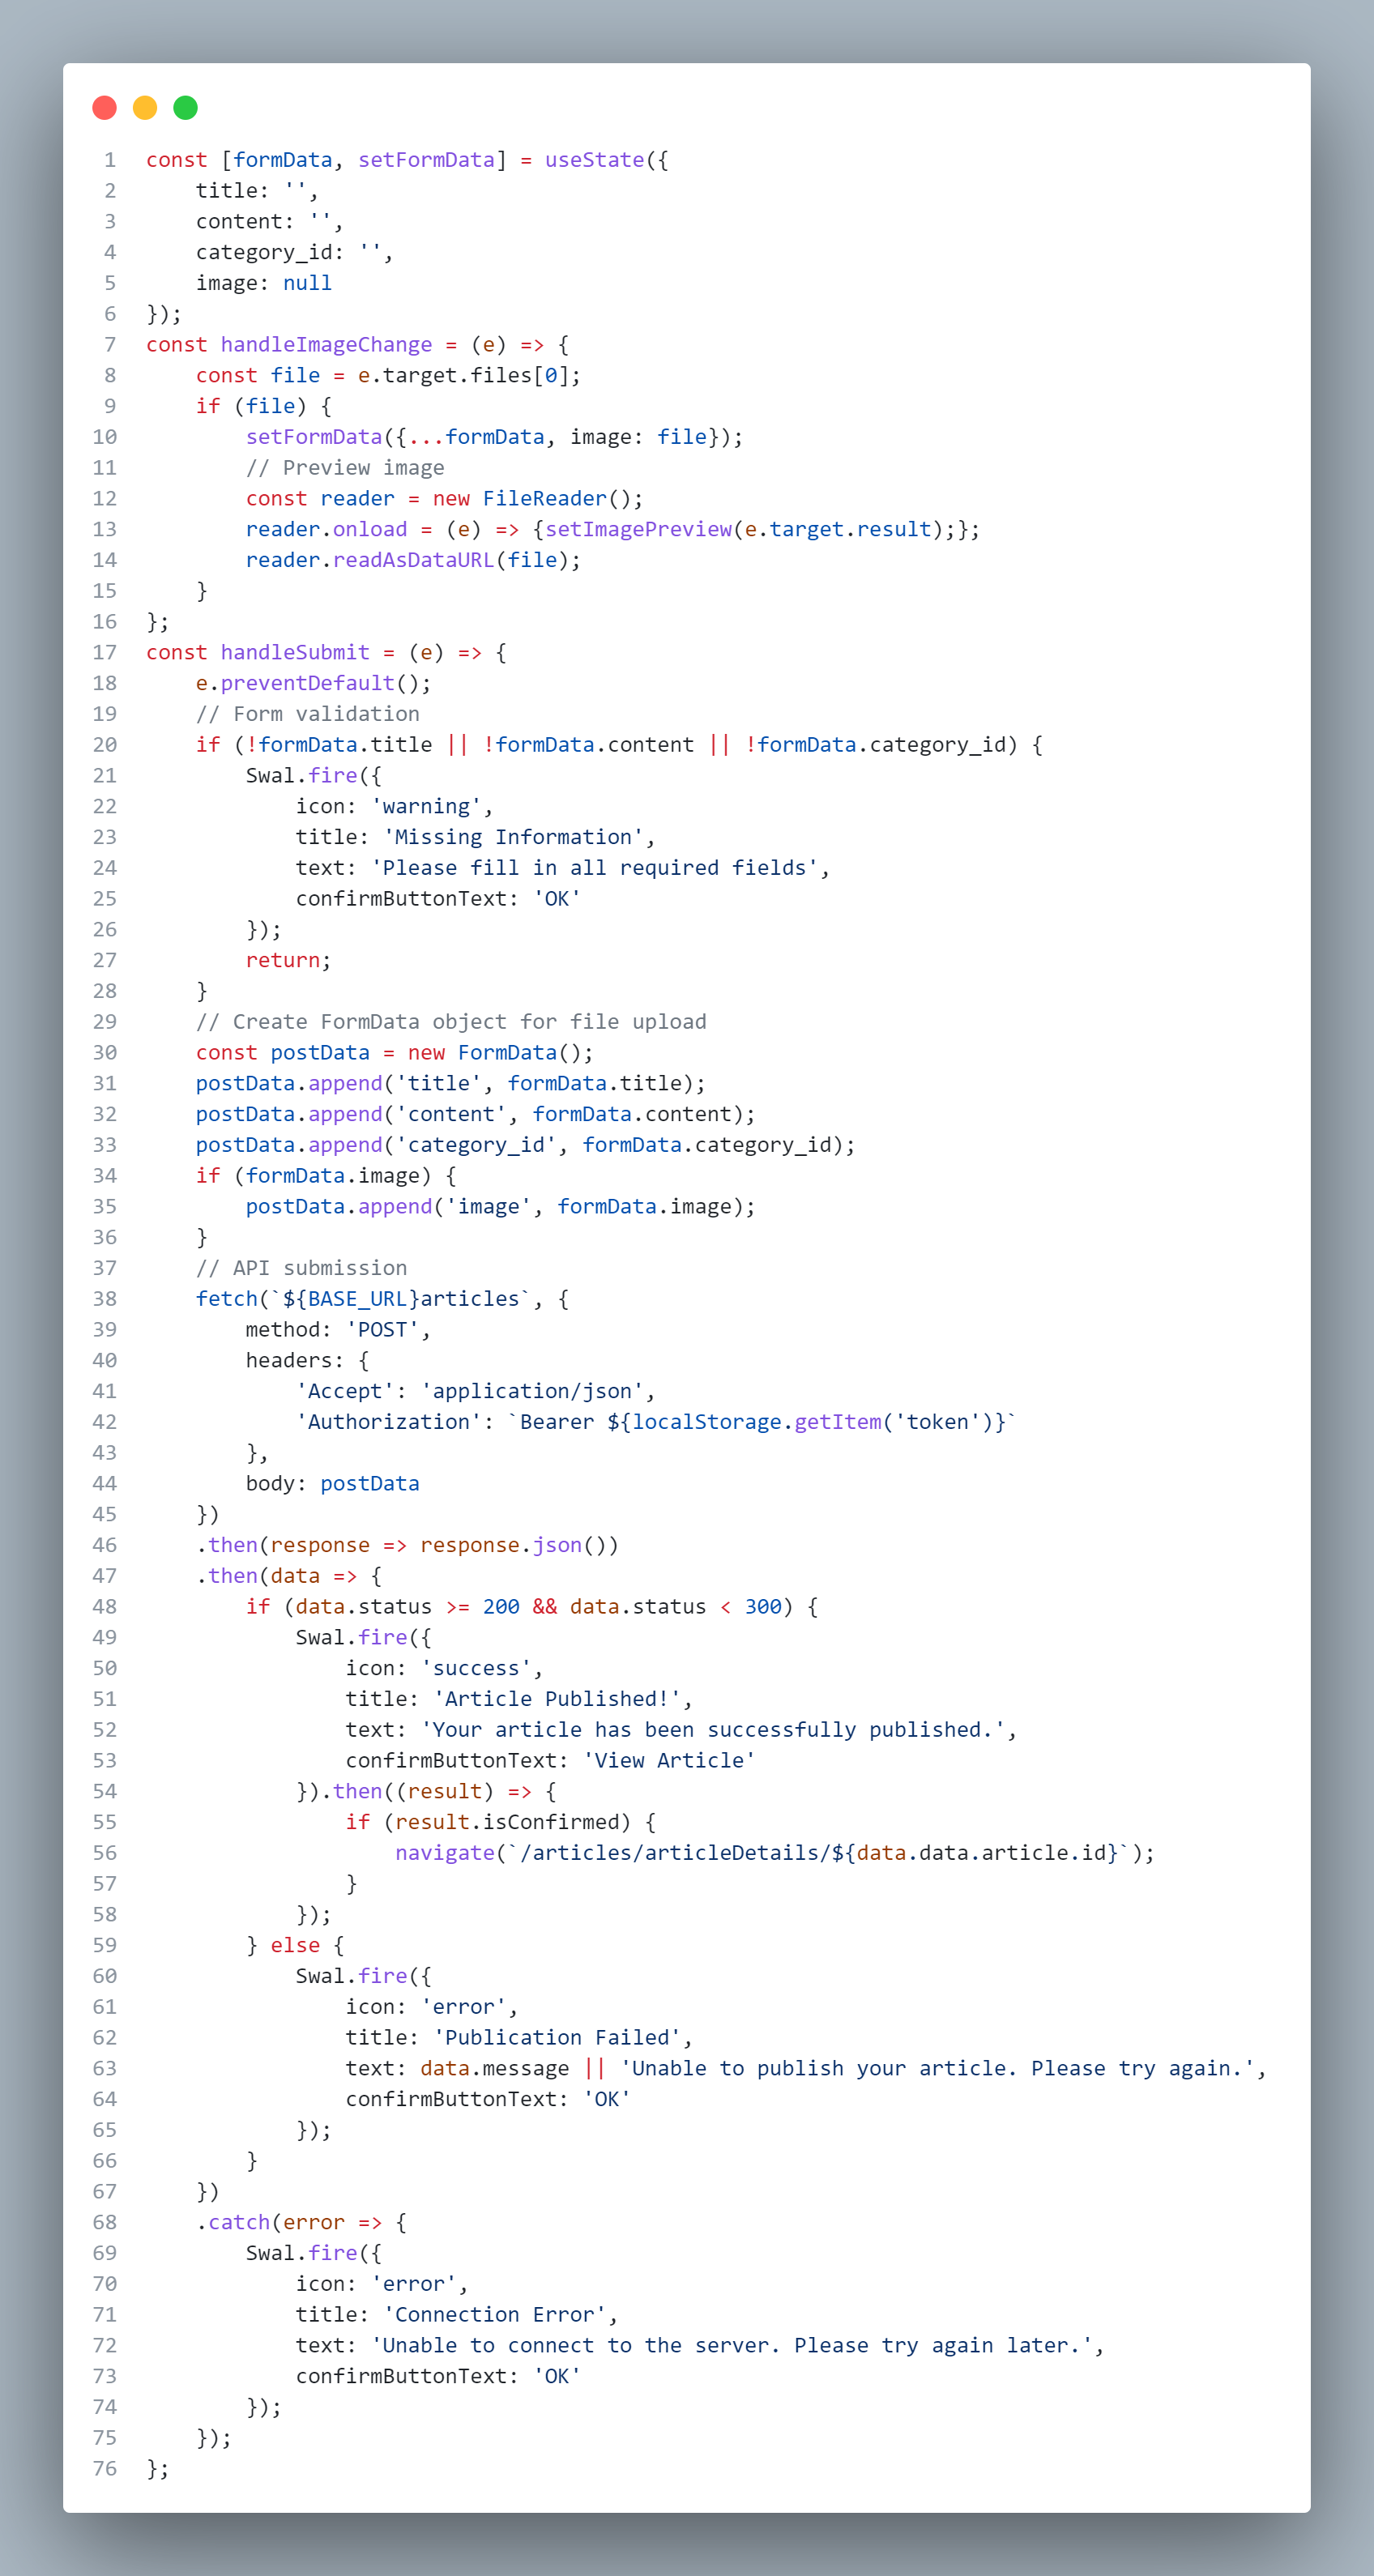 1 const [formData, setFormData] = useState({
2     title: '',
3     content: '',
4     category_id: '',
5     image: null
6 });
7 const handleImageChange = (e) => {
8     const file = e.target.files[0];
9     if (file) {
10         setFormData({...formData, image: file});
11         // Preview image
12         const reader = new FileReader();
13         reader.onload = (e) => {setImagePreview(e.target.result);};
14         reader.readAsDataURL(file);
15     }
16 };
17 const handleSubmit = (e) => {
18     e.preventDefault();
19     // Form validation
20     if (!formData.title || !formData.content || !formData.category_id) {
21         Swal.fire({
22             icon: 'warning',
23             title: 'Missing Information',
24             text: 'Please fill in all required fields',
25             confirmButtonText: 'OK'
26         });
27         return;
28     }
29     // Create FormData object for file upload
30     const postData = new FormData();
31     postData.append('title', formData.title);
32     postData.append('content', formData.content);
33     postData.append('category_id', formData.category_id);
34     if (formData.image) {
35         postData.append('image', formData.image);
36     }
37     // API submission
38     fetch(`${BASE_URL}articles`, {
39         method: 'POST',
40         headers: {
41             'Accept': 'application/json',
42             'Authorization': `Bearer ${localStorage.getItem('token')}`
43         },
44         body: postData
45     })
46     .then(response => response.json())
47     .then(data => {
48         if (data.status >= 200 && data.status < 300) {
49             Swal.fire({
50                 icon: 'success',
51                 title: 'Article Published!',
52                 text: 'Your article has been successfully published.',
53                 confirmButtonText: 'View Article'
54             }).then((result) => {
55                 if (result.isConfirmed) {
56                     navigate(`/articles/articleDetails/${data.data.article.id}`);
57                 }
58             });
59         } else {
60             Swal.fire({
61                 icon: 'error',
62                 title: 'Publication Failed',
63                 text: data.message || 'Unable to publish your article. Please try again.',
64                 confirmButtonText: 'OK'
65             });
66         }
67     })
68     .catch(error => {
69         Swal.fire({
70             icon: 'error',
71             title: 'Connection Error',
72             text: 'Unable to connect to the server. Please try again later.',
73             confirmButtonText: 'OK'
74         });
75     });
76 };